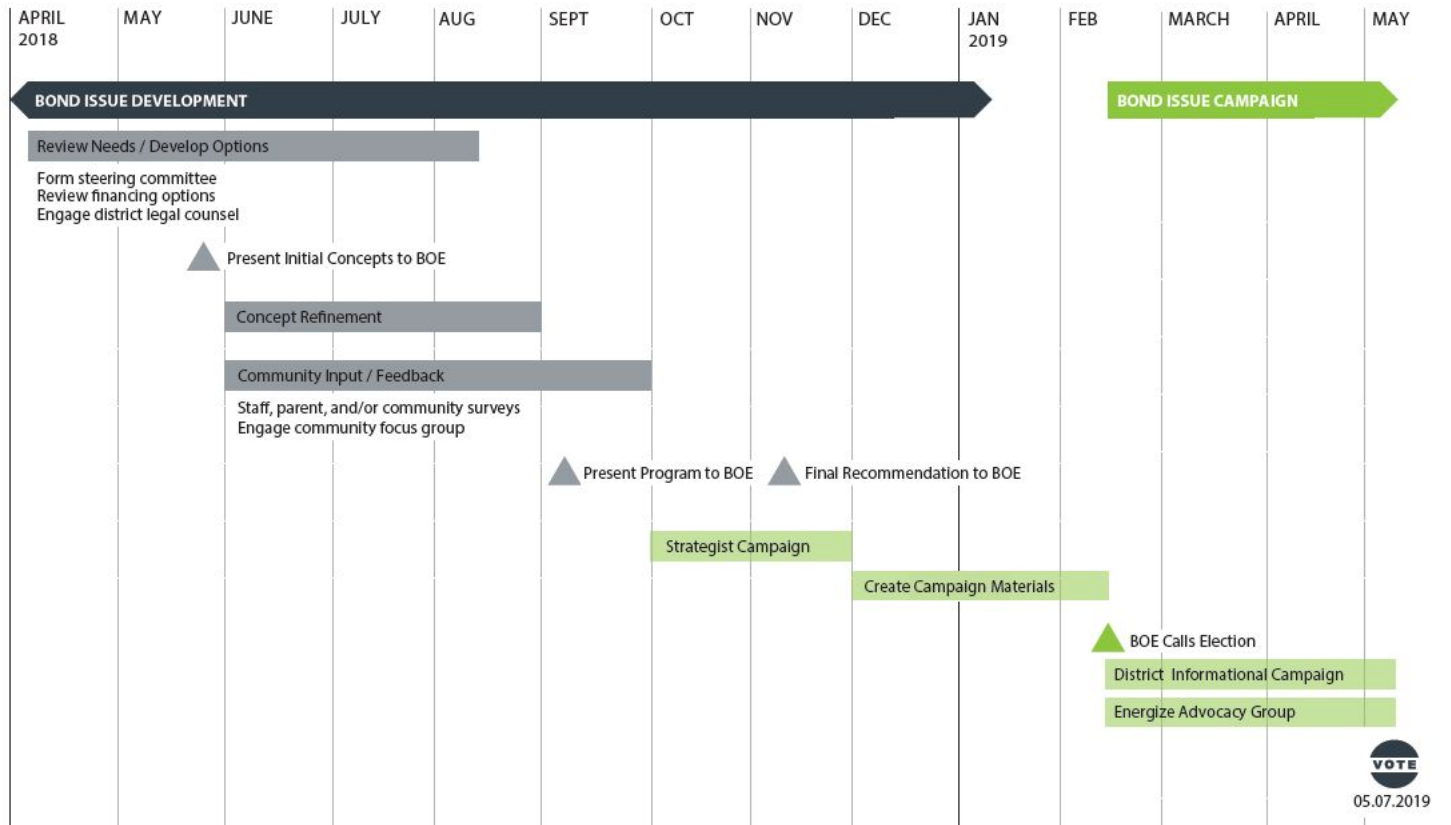 APRIL MAY JUNE JULY AUG SEPT OCT NOV DEC JAN FEB MARCH APRIL MAY
2018 2019
BOND ISSUE DEVELOPMENT BOND ISSUE CAMPAIGN
Review Needs / Develop Options
Form steering committee
Review financing options
Engage district legal counsel
Present Initial Concepts to BOE
Concept Refinement
Community Input / Feedback
Staff, parent, and/or community surveys
Engage community focus group
Present Program to BOE Final Recommendation to BOE
Strategist Campaign
Create Campaign Materials
BOE Calls Election
District Informational Campaign
Energize Advocacy Group
VOTE
05.07.2019